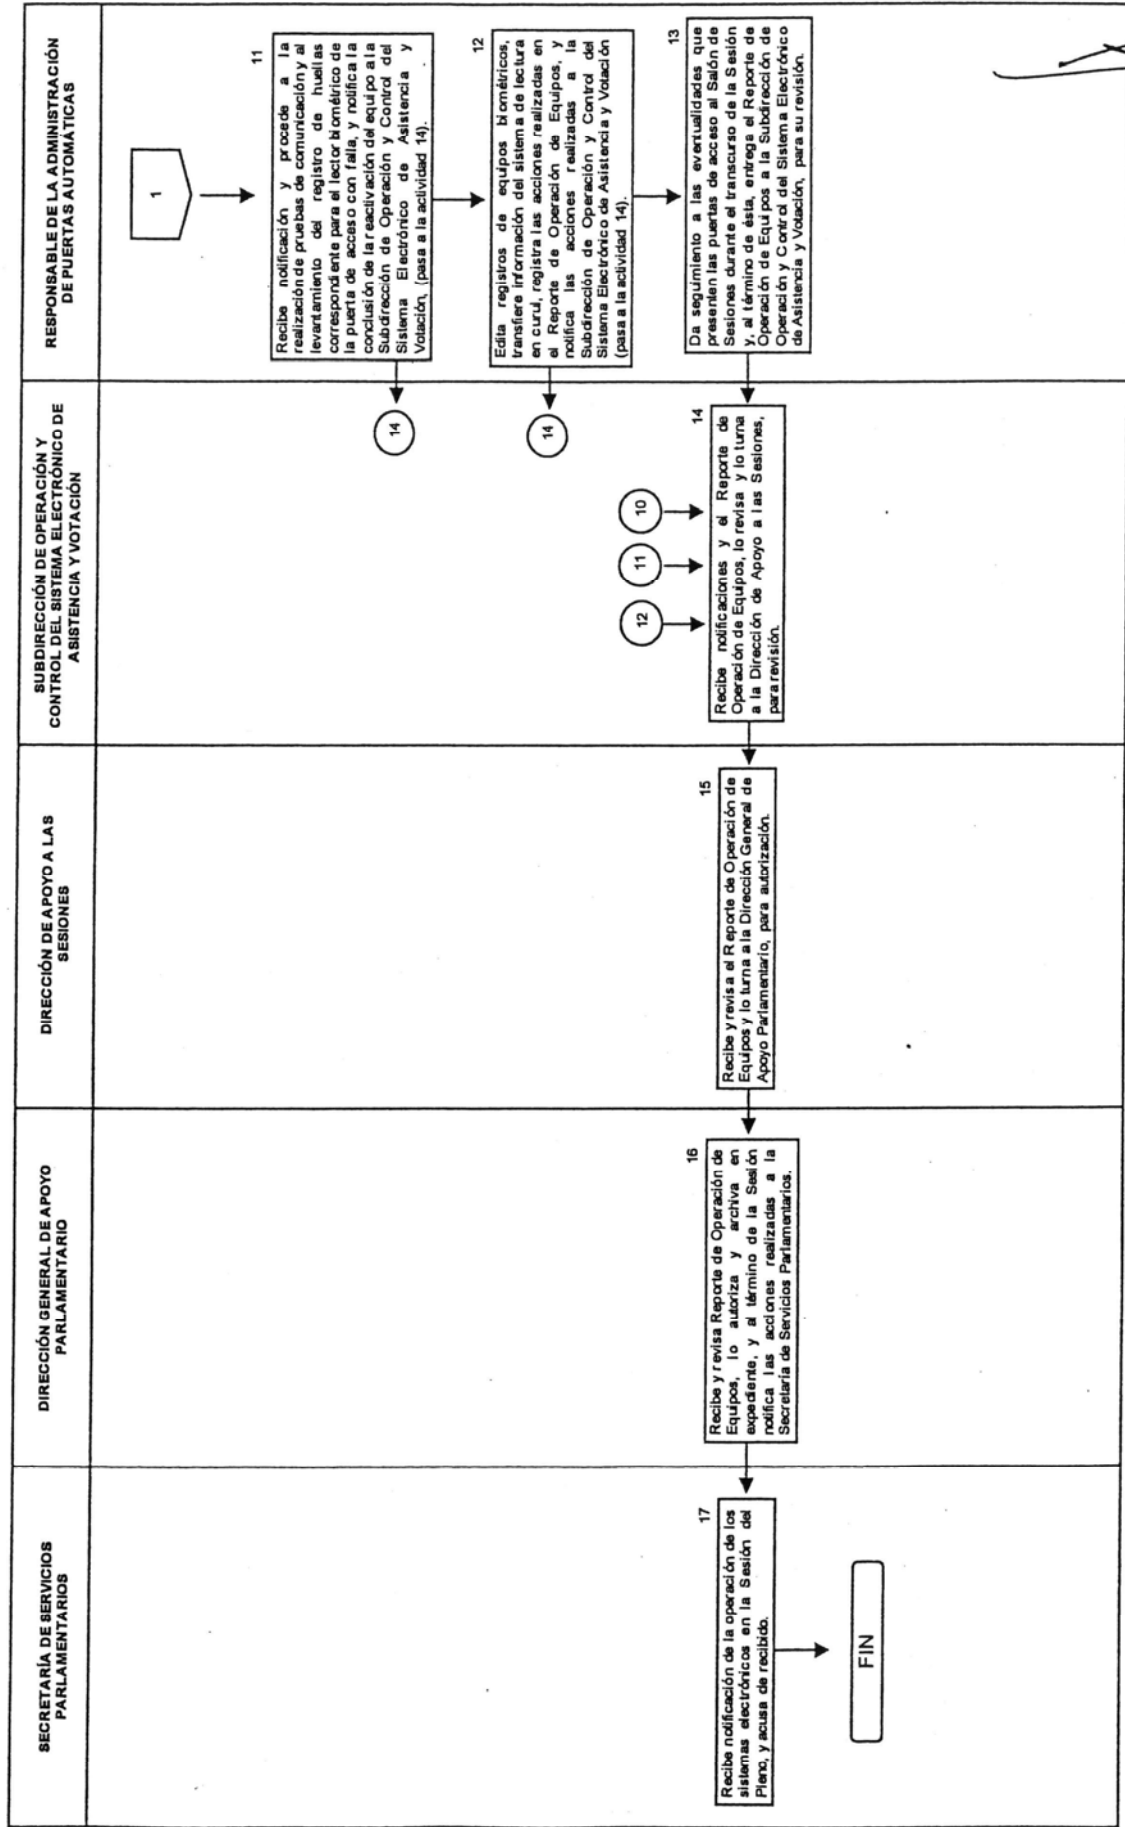 SECRETARÍA DE SERVICIOS
PARLAMENTARIOS
DIRECCIÓN GENERAL DE APOYO
PARLAMENTARIO
DIRECCIÓN DE APOYO A LAS
SESIONES
SUBDIRECCIÓN DE OPERACIÓN Y
CONTROL DEL SISTEMA ELECTRÓNICO DE
ASISTENCIA Y VOTACIÓN
RESPONSABLE DE LA ADMINISTRACIÓN
DE PUERTAS AUTOMÁTICAS
1
11
Recibe notificación y procede a la
realización de pruebas de comunicación y al
levantamiento del registro de huellas
correspondiente para el lector biométrico de
la puerta de acceso con falla, y notifica la
conclusión de la reactivación del equipo a la
Subdirección de Operación y Control del
Sistema Electrónico de Asistencia y
Votación, (pasa a la actividad 14).
14
12
Edita registros de equipos biométricos,
transfiere información del sistema de lectura
en curul, registra las acciones realizadas en
el Reporte de Operación de Equipos, y
notifica las acciones realizadas a la
Subdirección de Operación y Control del
Sistema Electrónico de Asistencia y Votación
(pasa a la actividad 14).
14
13
Da seguimiento a las eventualidades que
presenten las puertas de acceso al Salón de
Sesiones durante el transcurso de la Sesión
y, al término de ésta, entrega el Reporte de
Operación de Equipos a la Subdirección de
Operación y Control del Sistema Electrónico
de Asistencia y Votación, para su revisión.
12
11
10
14
Recibe notificaciones y el Reporte de
Operación de Equipos, lo revisa y lo turna
a la Dirección de Apoyo a las Sesiones,
para revisión.
15
Recibe y revisa el Reporte de Operación de
Equipos y lo turna a la Dirección General de
Apoyo Parlamentario, para autorización.
16
Recibe y revisa Reporte de Operación de
Equipos, lo autoriza y archiva en
expediente, y al término de la Sesión
notifica las acciones realizadas a la
Secretaría de Servicios Parlamentarios.
17
Recibe notificación de la operación de los
sistemas electrónicos en la Sesión del
Pleno, y acusa de recibido.
FIN